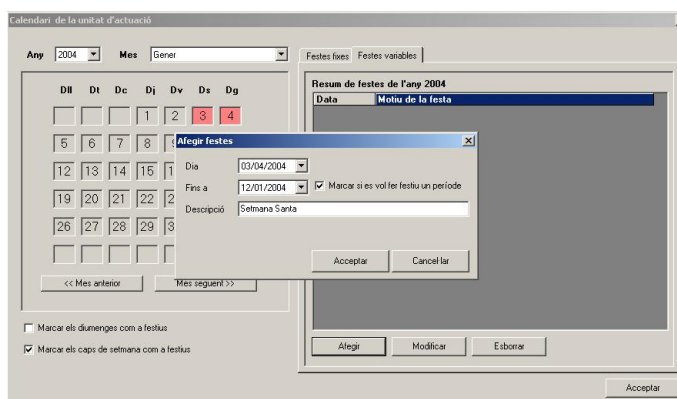 Calendari de la unitat d'actuació
Any 2004 Mes Gener
Festes fixes Festes variables
Resum de festes de l'any 2004
Data Motiu de la festa
Dll Dt Dc Dj Dv Ds Dg
1 2 3 4
5 6 7 8
12 13 14 15
19 20 21 22
26 27 28 29
Afegir festes
Dia 03/04/2004
Fins a 12/01/2004 Marcar si es vol fer festiu un període
Descripció Setmana Santa
Acceptar Cancel·lar
<< Mes anterior Mes seguent >>
Marcar els diumenges com a festius
Marcar els caps de setmana com a festius
Afegir Modificar Esborrar
Acceptar